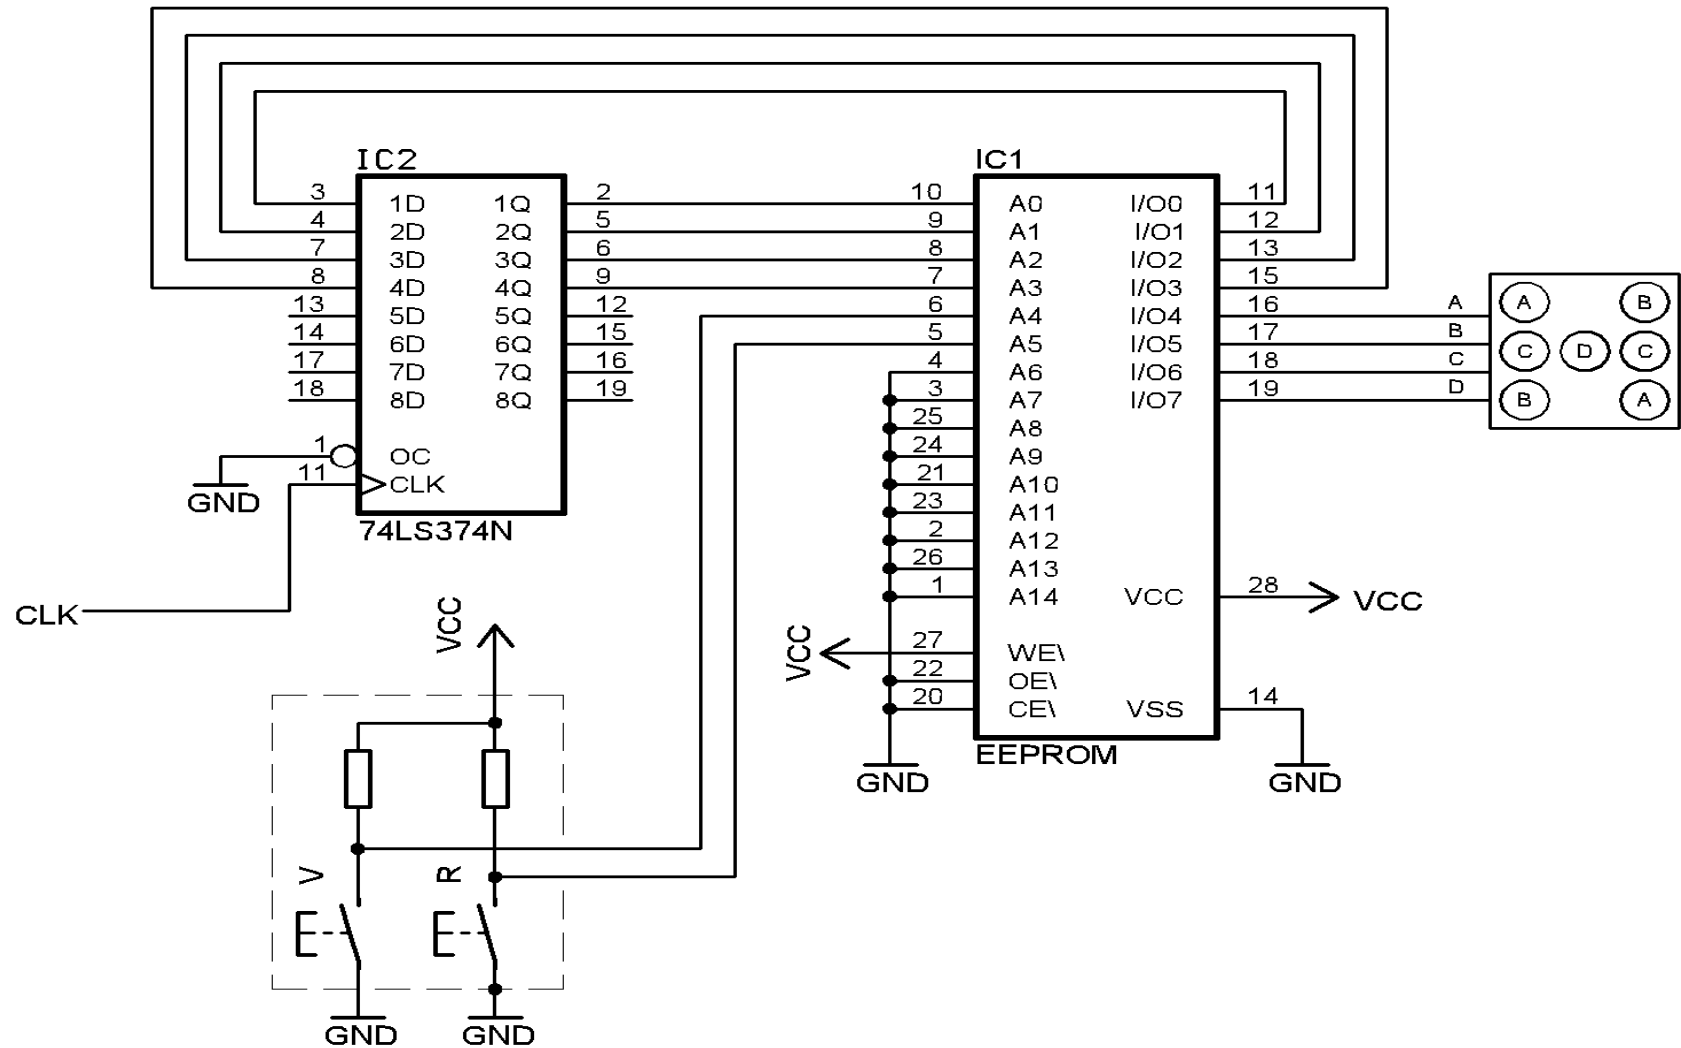 IC2
3 1D 1Q 2
4 2D 2Q 5
7 3D 3Q 6
8 4D 4Q 9
13 5D 5Q 12
14 6D 6Q 15
17 7D 7Q 16
18 8D 8Q 19
1 OC
11 CLK
GND
74LS374N
CLK
IC1
10 A0 I/O0 11
9 A1 I/O1 12
8 A2 I/O2 13
7 A3 I/O3 15
6 A4 I/O4 16
5 A5 I/O5 17
4 A6 I/O6 18
3 A7 I/O7 19
25 A8
24 A9
21 A10
23 A11
2 A12
26 A13
1 A14 VCC 28 VCC
VCC 27 WE\
22 OE\
20 CE\ VSS 14
EEPROM
GND
GND
A
B
C
D
A B
C D C
B A
VCC
V R
GND GND